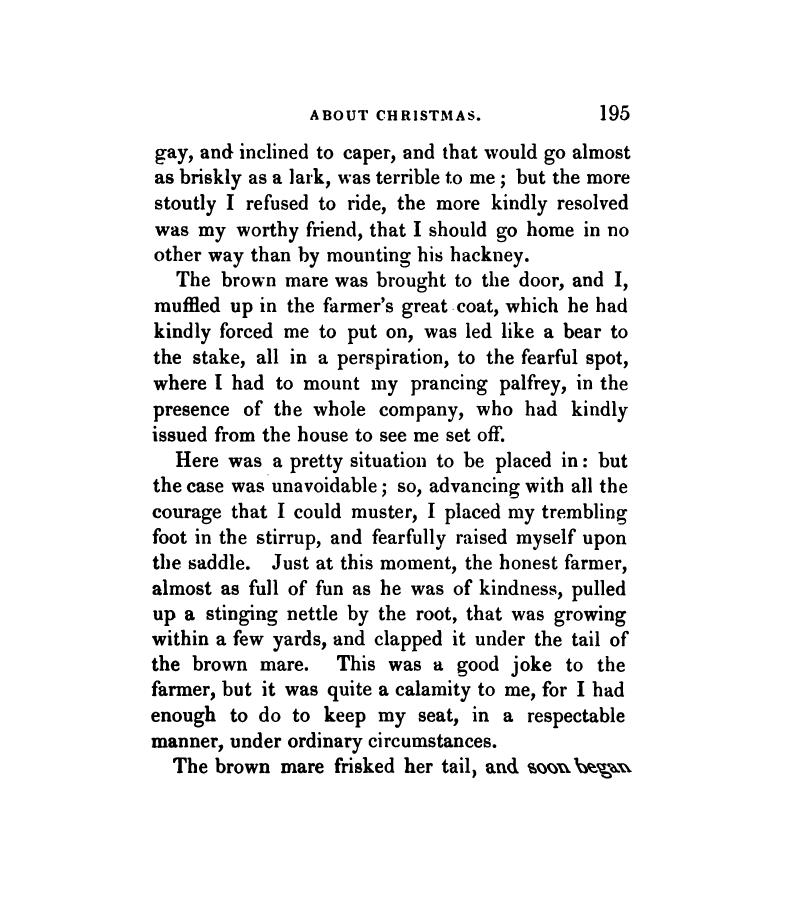 ABOUT CHRISTMAS. 195
gay, and inclined to caper, and that would go almost
as briskly as a lark, was terrible to me ; but the more
stoutly I refused to ride, the more kindly resolved
was my worthy friend, that I should go home in no
other way than by mounting his hackney.
The brown mare was brought to the door, and I,
muffled up in the farmer's great coat, which he had
kindly forced me to put on, was led like a bear to
the stake, all in a perspiration, to the fearful spot,
where I had to mount my prancing palfrey, in the
presence of the whole company, who had kindly
issued from the house to see me set off.
Here was a pretty situation to be placed in : but
the case was unavoidable ; so, advancing with all the
courage that I could muster, I placed my trembling
foot in the stirrup, and fearfully raised myself upon
the saddle. Just at this moment, the honest farmer,
almost as full of fun as he was of kindness, pulled
up a stinging nettle by the root, that was growing
within a few yards, and clapped it under the tail of
the brown mare. This was a good joke to the
farmer, but it was quite a calamity to me, for I had
enough to do to keep my seat, in a respectable
manner, under ordinary circumstances.
The brown mare frisked her tail, and soon began